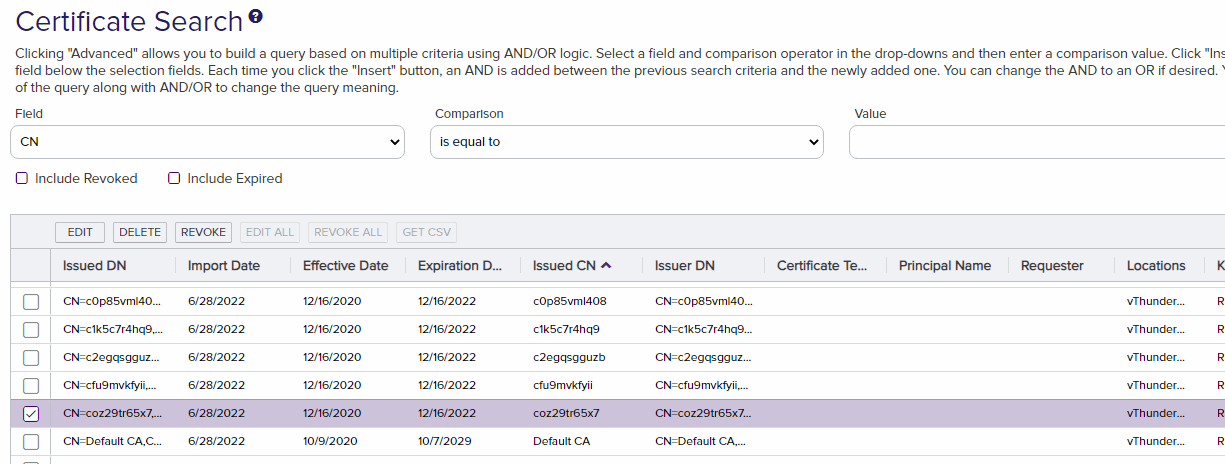 Certificate Search ?
Clicking "Advanced" allows you to build a query based on multiple criteria using AND/OR logic. Select a field and comparison operator in the drop-downs and then enter a comparison value. Click "Ins
field below the selection fields. Each time you click the "Insert" button, an AND is added between the previous search criteria and the newly added one. You can change the AND to an OR if desired. Y
of the query along with AND/OR to change the query meaning.
Field Comparison Value
CN is equal to
Include Revoked Include Expired
EDIT DELETE REVOKE EDIT ALL REVOKE ALL GET CSV
Issued DN Import Date Effective Date Expiration D... Issued CN Issuer DN Certificate Te... Principal Name Requester Locations K
CN=c0p85vml40... 6/28/2022 12/16/2020 12/16/2022 c0p85vml408 CN=c0p85vml40... vThunder... R
CN=c1k5c7r4hq9,... 6/28/2022 12/16/2020 12/16/2022 c1k5c7r4hq9 CN=c1k5c7r4hq9... vThunder... R
CN=c2egqsgguz... 6/28/2022 12/16/2020 12/16/2022 c2egqsgguzb CN=c2egqsgguz... vThunder... R
CN=cfu9mvkfyii,... 6/28/2022 12/16/2020 12/16/2022 cfu9mvkfyii CN=cfu9mvkfyii,... vThunder... R
CN=coz29tr65x7,... 6/28/2022 12/16/2020 12/16/2022 coz29tr65x7 CN=coz29tr65x7... vThunder... R
CN=Default CA,C... 6/28/2022 10/9/2020 10/7/2029 Default CA CN=Default CA,... vThunder... R